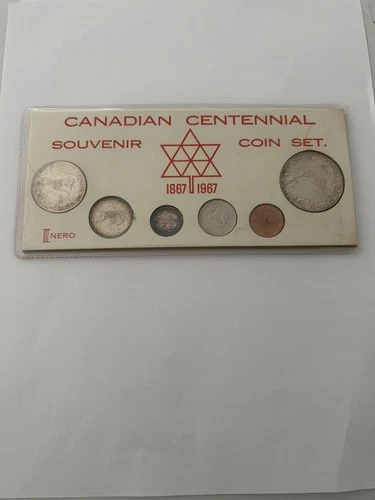 CANADIAN CENTENNIAL
SOUVENIR COIN SET.
1867 1967
NERO